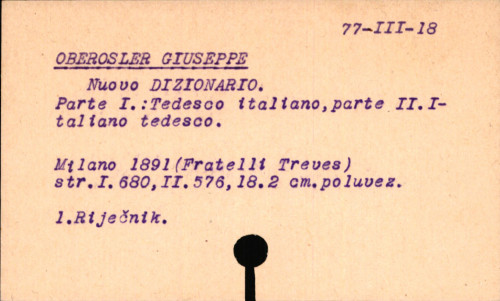 77-III-18
OBEROSLER GIUSEPPE
Nuovo DIZIONARIO.
Parte I.:Tedesco italiano,parte II.I-
taliano tedesco.
Milano 1891(Fratelli Treves)
str.I.680,II.576,18.2 cm.poluvez.
1.Riječnik.